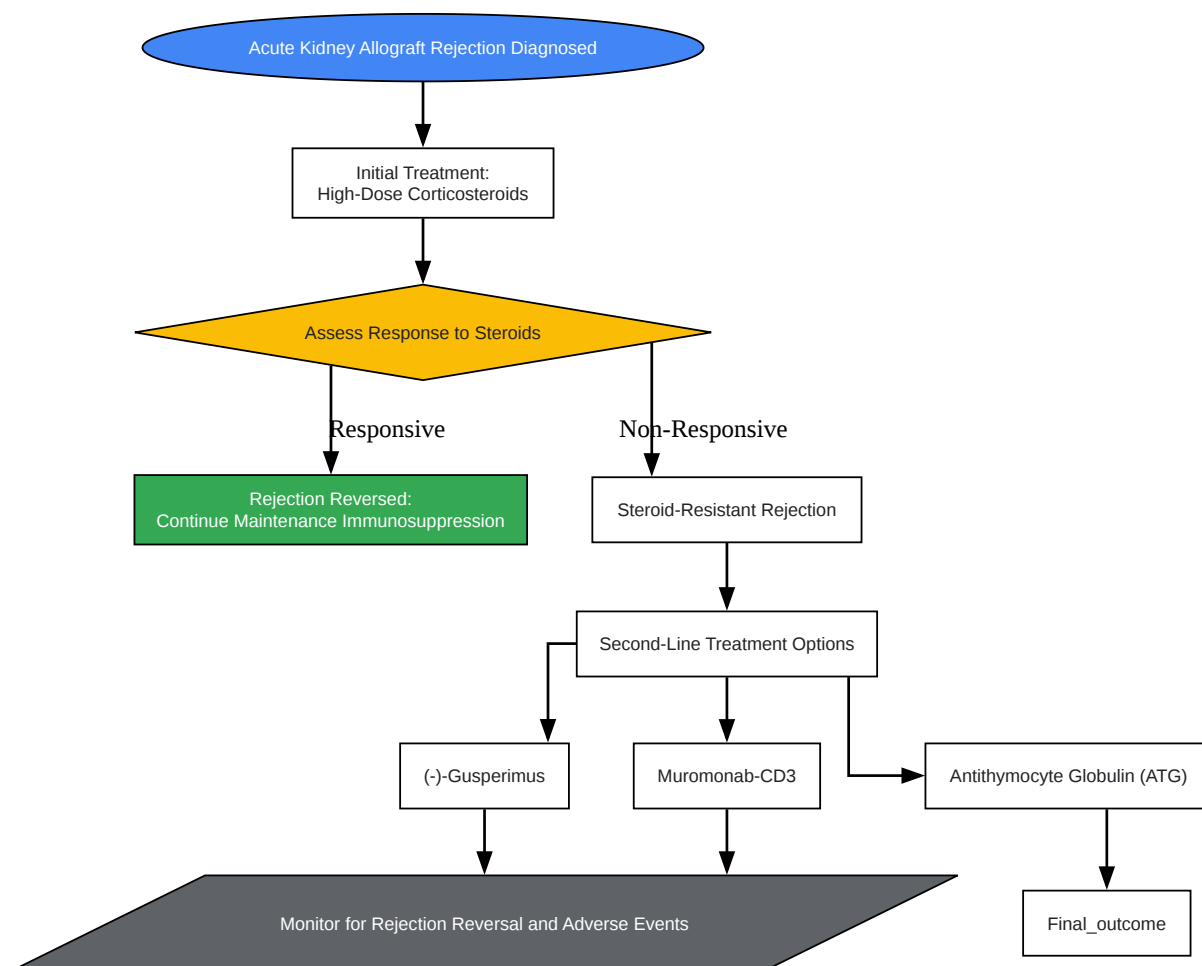 Acute Kidney Allograft Rejection Diagnosed
Initial Treatment:
High-Dose Corticosteroids
Assess Response to Steroids
Responsive
Non-Responsive
Rejection Reversed:
Continue Maintenance Immunosuppression
Steroid-Resistant Rejection
Second-Line Treatment Options
(-)-Gusperimus
Muromonab-CD3
Antithymocyte Globulin (ATG)
Monitor for Rejection Reversal and Adverse Events
Final_outcome